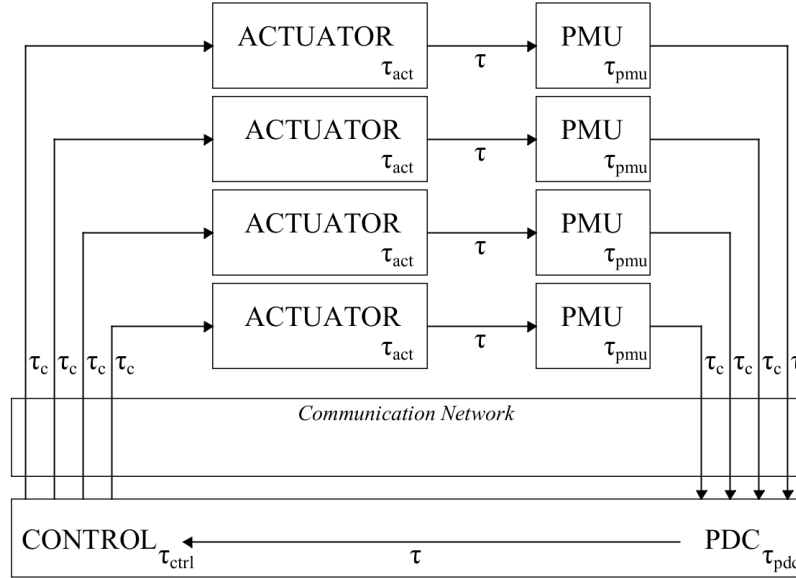 ACTUATOR τact τ PMU τpmu
ACTUATOR τact τ PMU τpmu
ACTUATOR τact τ PMU τpmu
ACTUATOR τact τ PMU τpmu
τc τc τc τc τc τc τc τ
Communication Network
CONTROL τctrl τ PDC τpdc